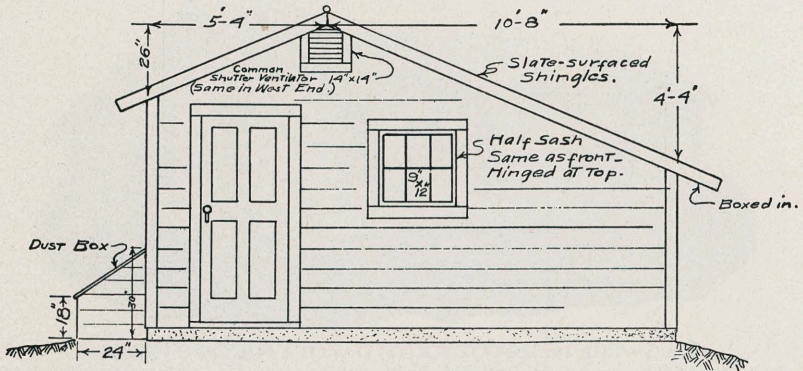 5'-4"
10'-8"
26"
Common
Shutter Ventilator 14"x14"
(Same in West End.)
Slate-surfaced
Shingles.
4'-4"
Half Sash
Same as front-
Hinged at Top.
9"
x
12"
Boxed in.
Dust Box
30"
18"
24"